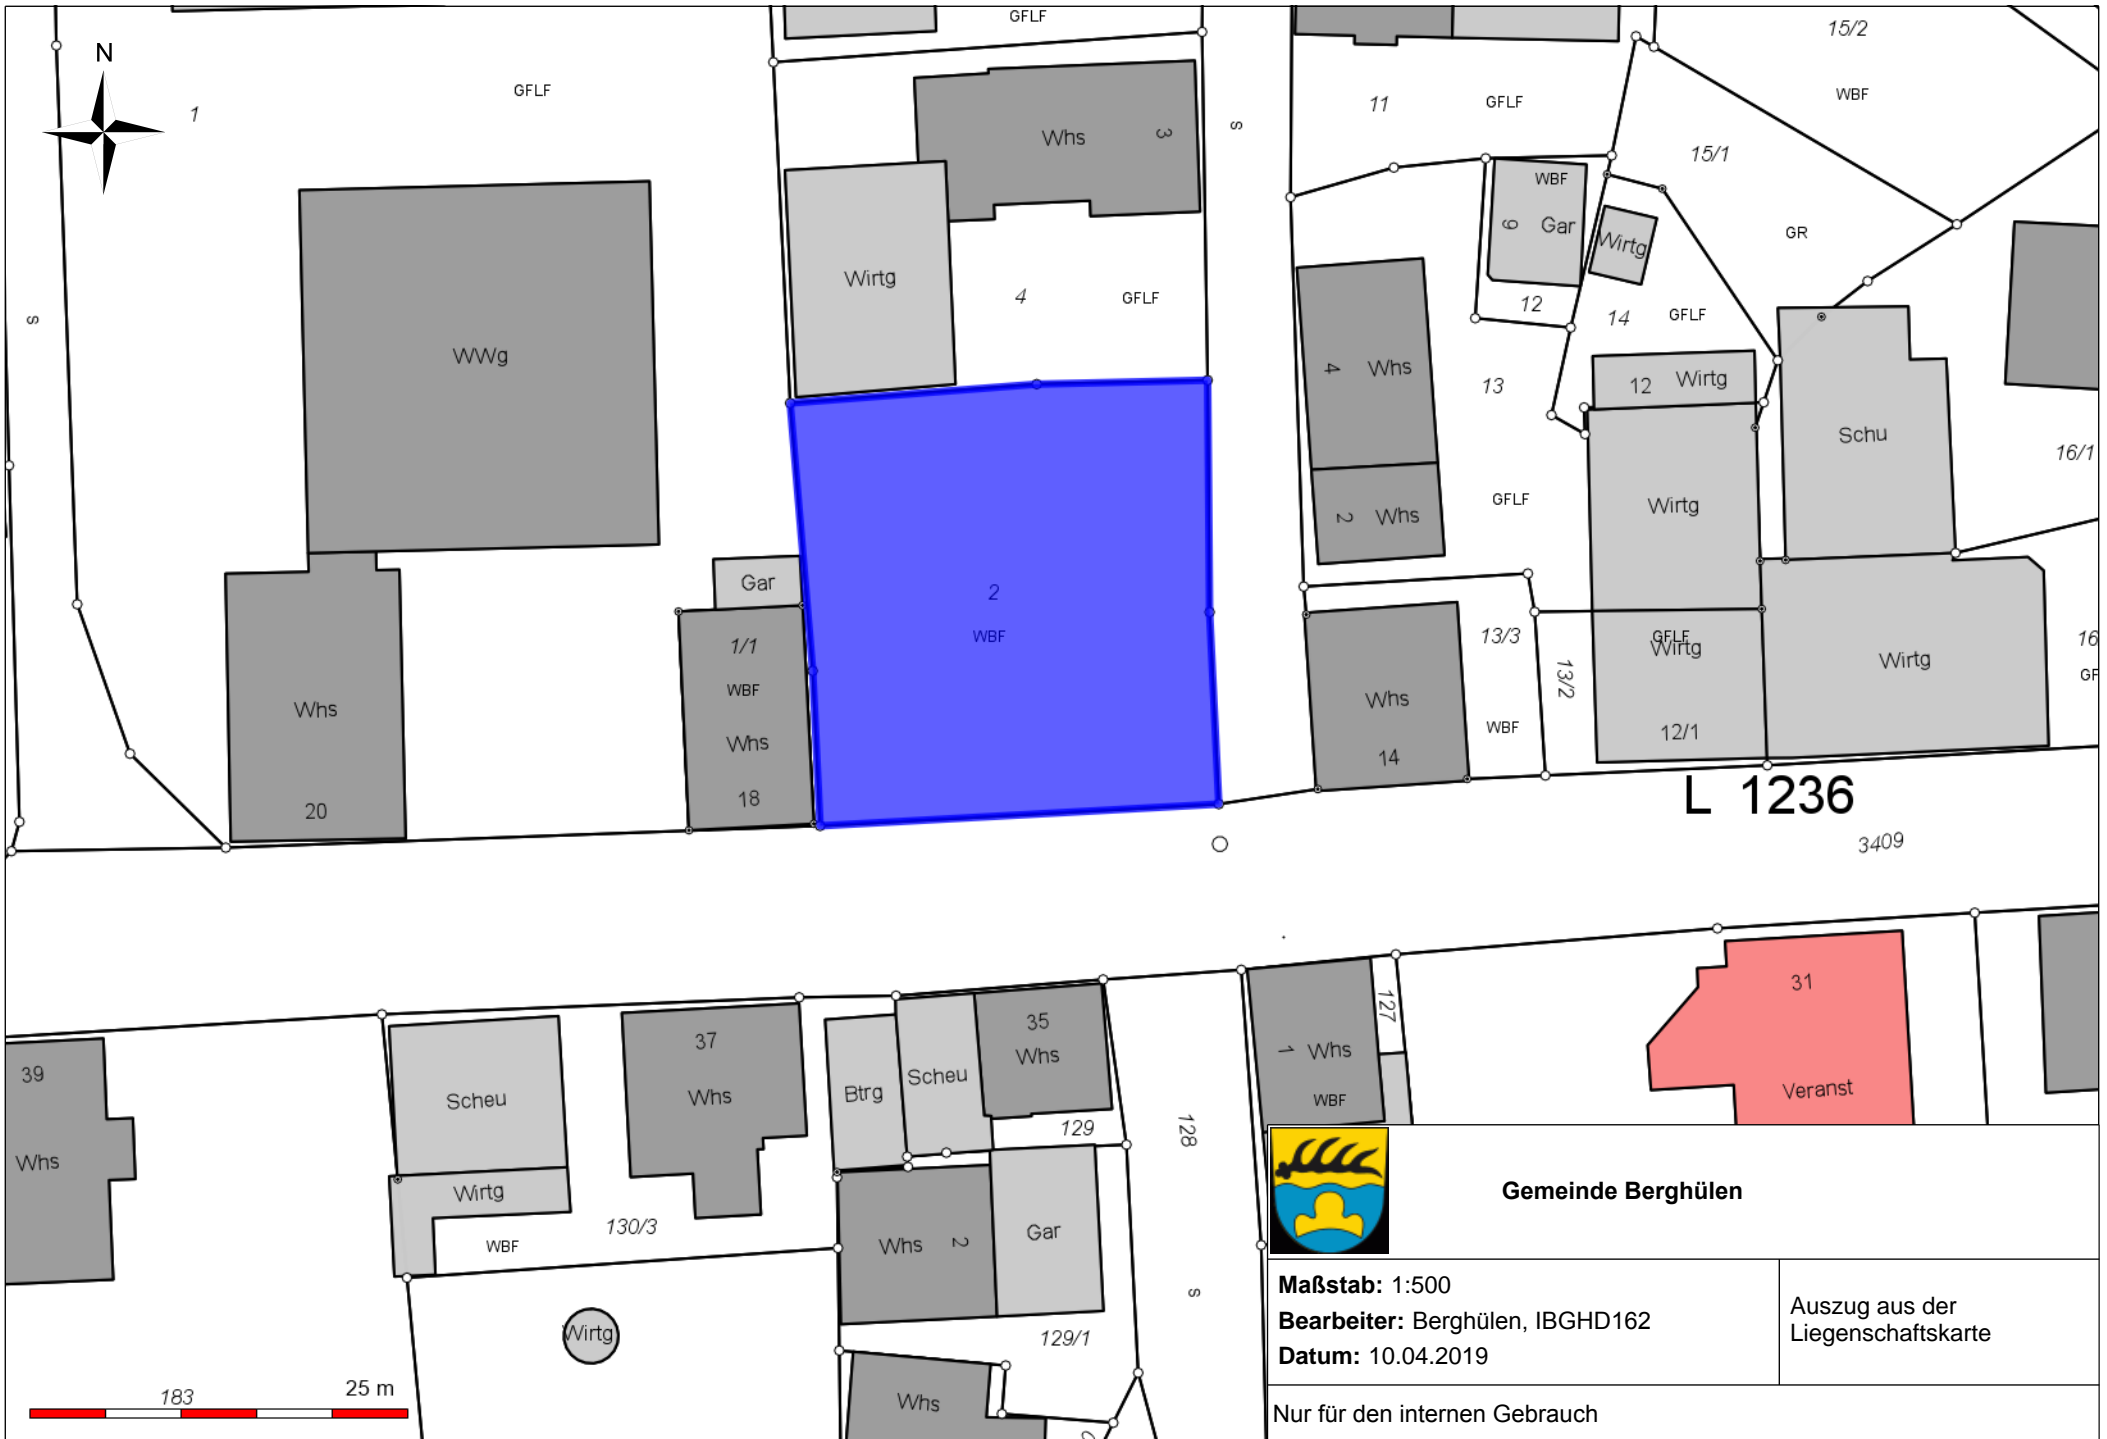 GFLF
15/2
N
1
GFLF
11
GFLF
WBF
Whs
3
s
15/1
WBF
9
Gar
Wirtg
GR
Wirtg
4
GFLF
12
14
GFLF
s
WWg
4
Whs
13
12
Wirtg
Schu
16/1
GFLF
Wirtg
2
Whs
Gar
2
WBF
1/1
WBF
Whs
18
13/3
GFLF
Wirtg
16
GF
13/2
Wirtg
Whs
20
Whs
14
WBF
12/1
L 1236
3409
31
Veranst
39
Whs
Scheu
37
Whs
Btrg
Scheu
35
Whs
127
1
Whs
WBF
129
128
Wirtg
130/3
WBF
Whs
2
Gar
s
129/1
Wirtg
Whs
183
25 m
Gemeinde Berghülen
Maßstab: 1:500
Bearbeiter: Berghülen, IBGHD162
Datum: 10.04.2019
Auszug aus der
Liegenschaftskarte
Nur für den internen Gebrauch